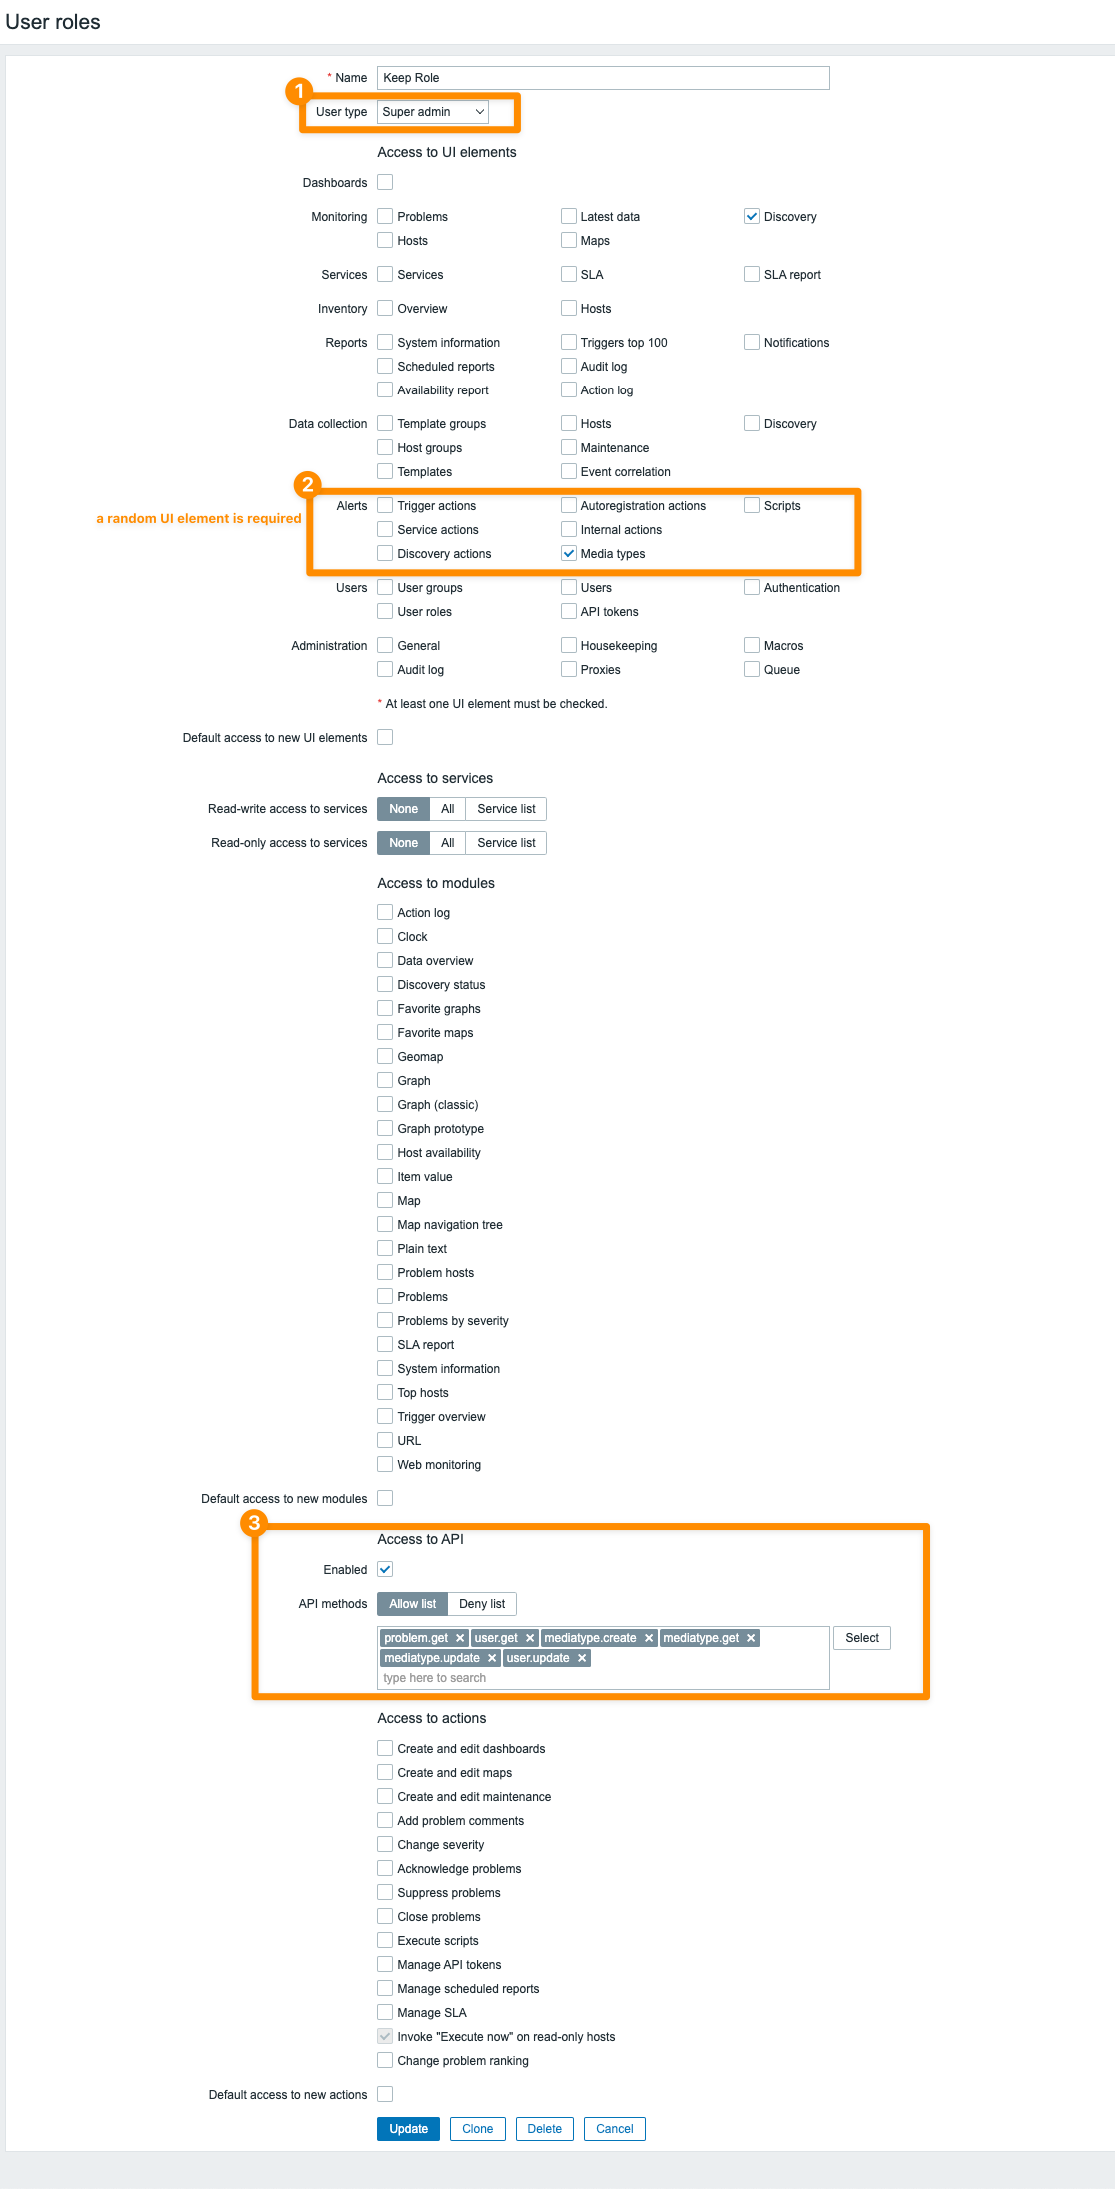 User roles
* Name Keep Role
1
User type Super admin
Access to UI elements
Dashboards
Monitoring Problems Latest data Discovery
Hosts Maps
Services Services SLA SLA report
Inventory Overview Hosts
Reports System information Triggers top 100 Notifications
Scheduled reports Audit log
Availability report Action log
Data collection Template groups Hosts Discovery
Host groups Maintenance
Templates Event correlation
2
Alerts Trigger actions Autoregistration actions Scripts
a random UI element is required
Service actions Internal actions
Discovery actions Media types
Users User groups Users Authentication
User roles API tokens
Administration General Housekeeping Macros
Audit log Proxies Queue
* At least one UI element must be checked.
Default access to new UI elements
Access to services
Read-write access to services None All Service list
Read-only access to services None All Service list
Access to modules
Action log
Clock
Data overview
Discovery status
Favorite graphs
Favorite maps
Geomap
Graph
Graph (classic)
Graph prototype
Host availability
Item value
Map
Map navigation tree
Plain text
Problem hosts
Problems
Problems by severity
SLA report
System information
Top hosts
Trigger overview
URL
Web monitoring
Default access to new modules
3
Access to API
Enabled
API methods Allow list Deny list
problem.get user.get mediatype.create mediatype.get Select
mediatype.update user.update
type here to search
Access to actions
Create and edit dashboards
Create and edit maps
Create and edit maintenance
Add problem comments
Change severity
Acknowledge problems
Suppress problems
Close problems
Execute scripts
Manage API tokens
Manage scheduled reports
Manage SLA
Invoke "Execute now" on read-only hosts
Change problem ranking
Default access to new actions
Update Clone Delete Cancel